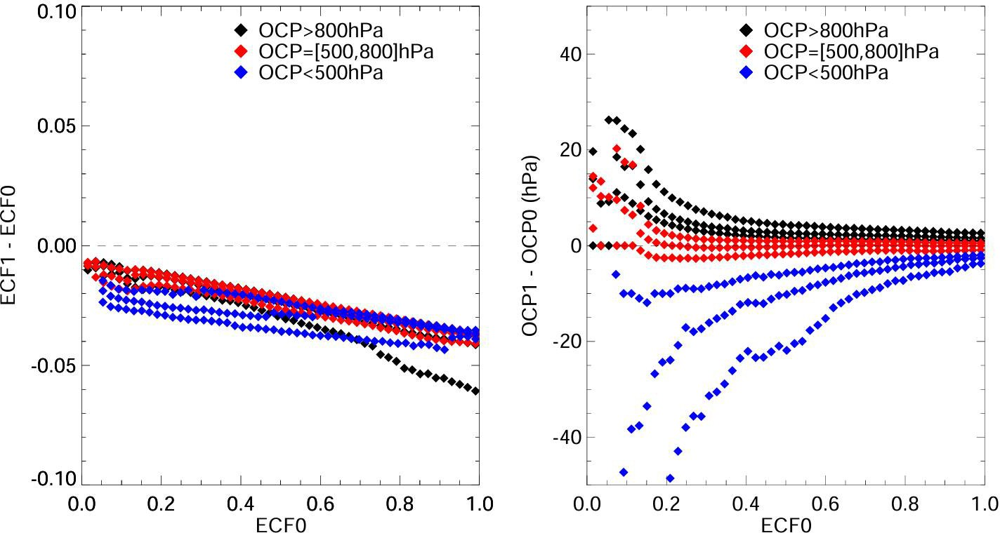 0.10
0.05
0.00
-0.05
-0.10
ECF1 - ECF0
OCP>800hPa
OCP=[500,800]hPa
OCP<500hPa
0.0 0.2 0.4 0.6 0.8 1.0
ECF0
40
20
0
-20
-40
OCP1 - OCP0 (hPa)
OCP>800hPa
OCP=[500,800]hPa
OCP<500hPa
0.0 0.2 0.4 0.6 0.8 1.0
ECF0